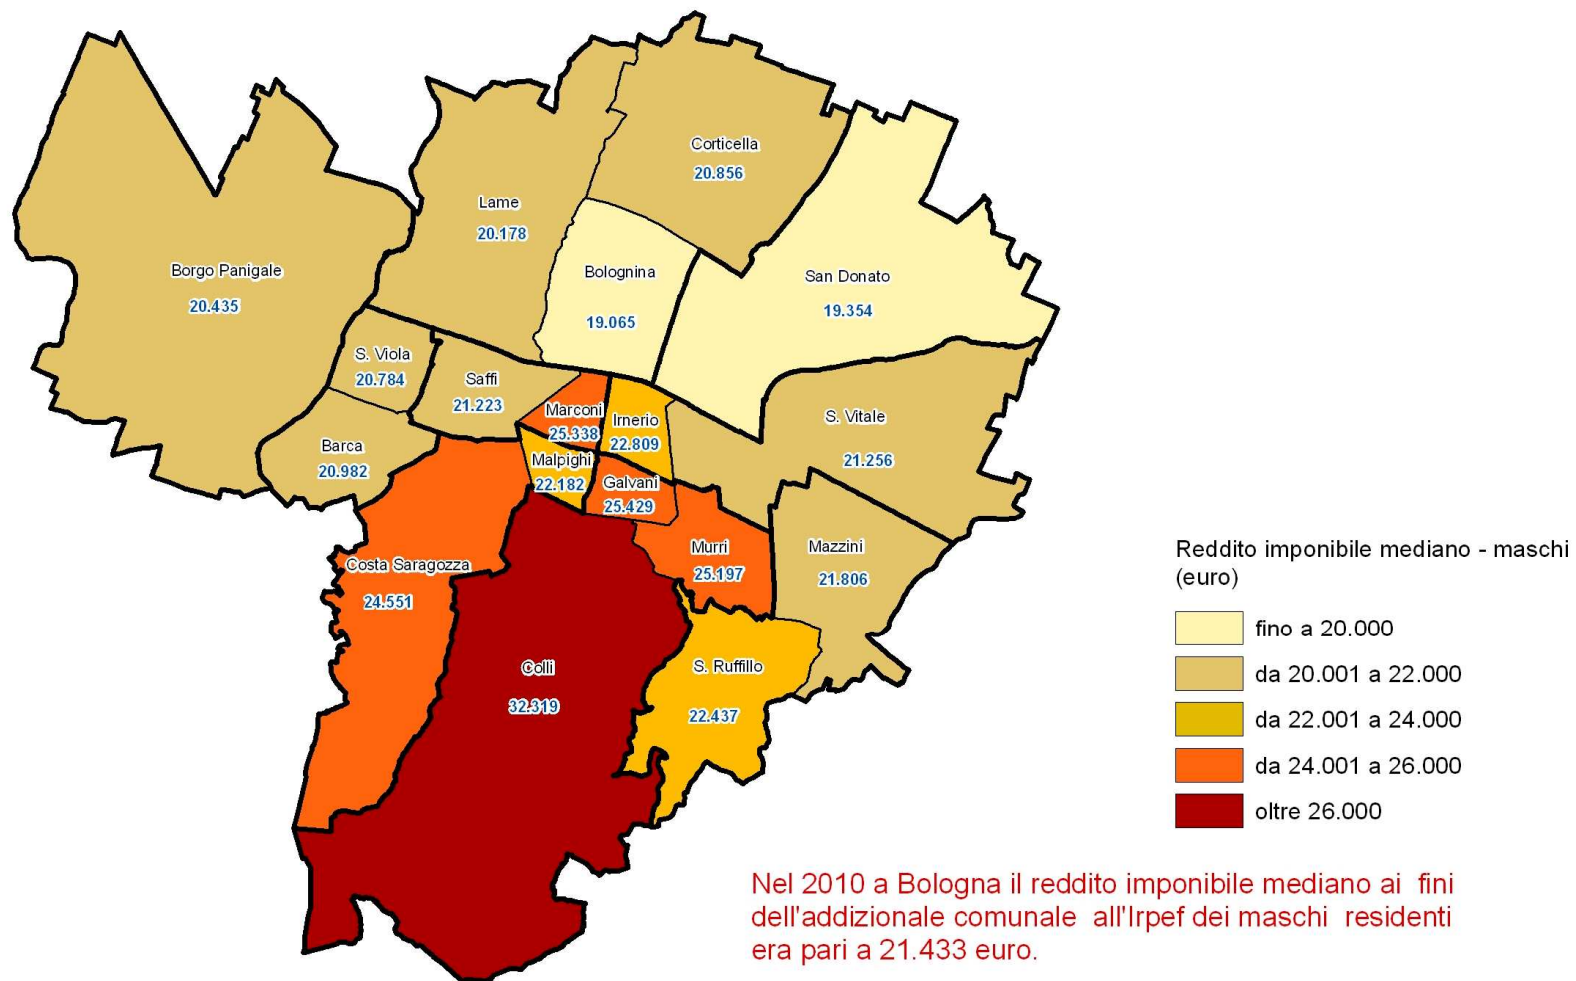 Corticella
20.856
Lame
20.178
Borgo Panigale
20.435
Bolognina
19.065
San Donato
19.354
S. Viola
20.784
Saffi
21.223
Marconi
25.338
Irnerio
22.809
S. Vitale
21.256
Barca
20.982
Malpighi
22.182
Galvani
25.429
Murri
25.197
Mazzini
21.806
Costa Saragozza
24.551
Colli
32.319
S. Ruffillo
22.437
Reddito imponibile mediano - maschi
(euro)
fino a 20.000
da 20.001 a 22.000
da 22.001 a 24.000
da 24.001 a 26.000
oltre 26.000
Nel 2010 a Bologna il reddito imponibile mediano ai fini
dell'addizionale comunale all'Irpef dei maschi residenti
era pari a 21.433 euro.